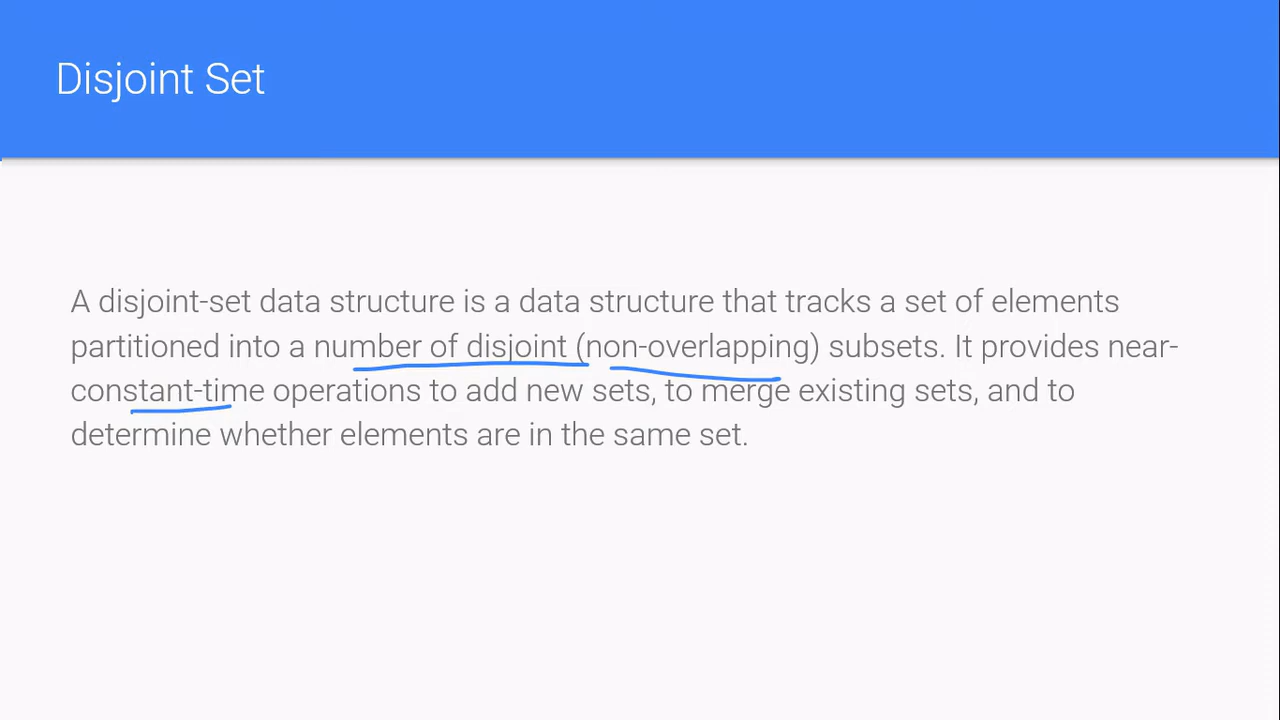 Disjoint Set
A disjoint-set data structure is a data structure that tracks a set of elements
partitioned into a number of disjoint (non-overlapping) subsets. It provides near-
constant-time operations to add new sets, to merge existing sets, and to
determine whether elements are in the same set.